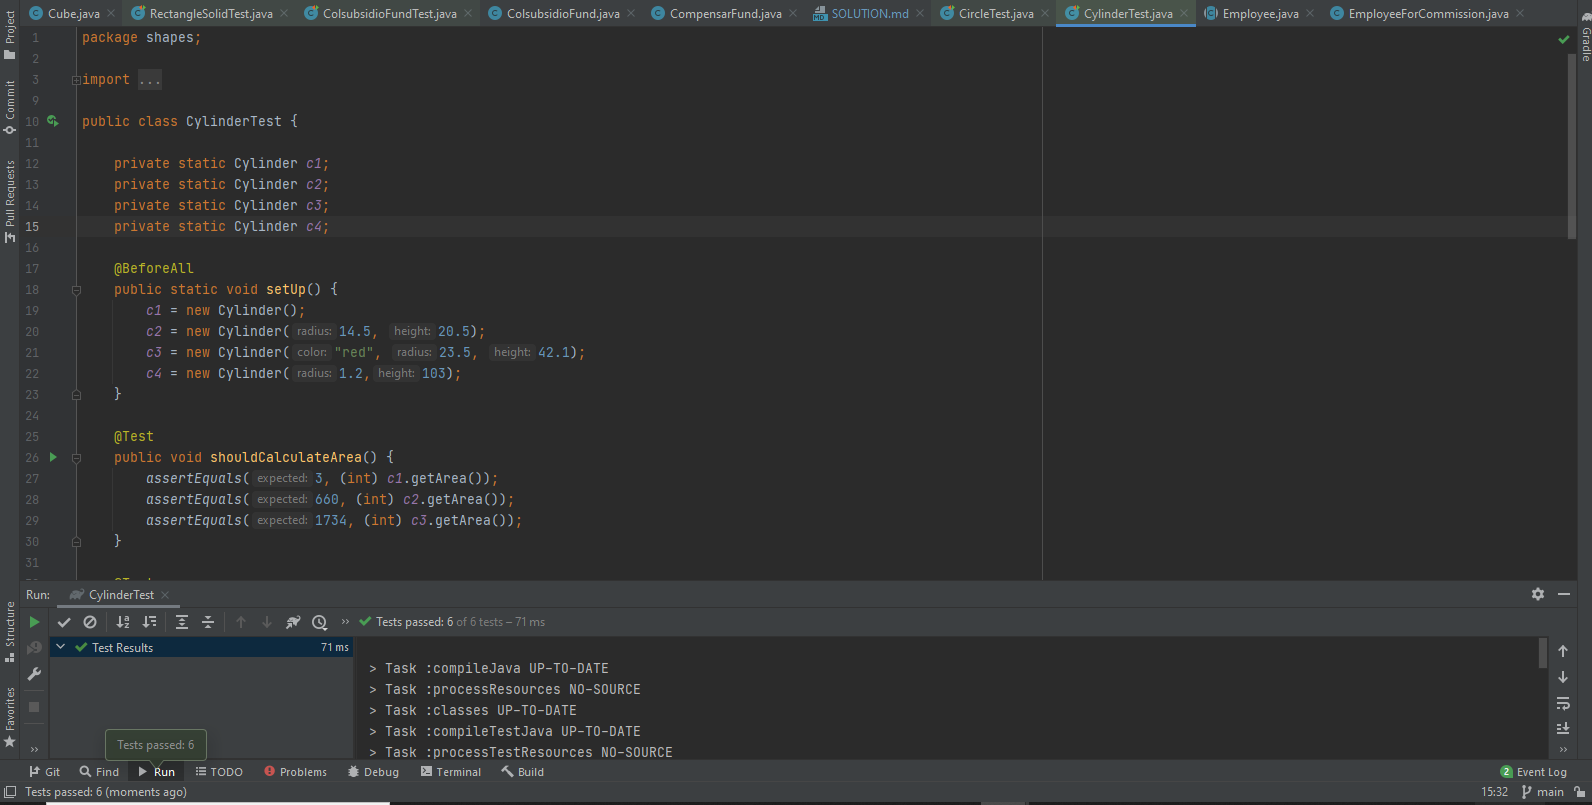 Cube.java RectangleSolidTest.java ColsubsidioFundTest.java ColsubsidioFund.java CompensarFund.java SOLUTION.md CircleTest.java CylinderTest.java Employee.java EmployeeForCommission.java
Project
Commit
Pull Requests
Structure
Favorites
Gradle
1 package shapes;
2
3 import ...
9
10 public class CylinderTest {
11
12 private static Cylinder c1;
13 private static Cylinder c2;
14 private static Cylinder c3;
15 private static Cylinder c4;
16
17 @BeforeAll
18 public static void setUp() {
19 c1 = new Cylinder();
20 c2 = new Cylinder( radius: 14.5, height: 20.5);
21 c3 = new Cylinder( color: "red", radius: 23.5, height: 42.1);
22 c4 = new Cylinder( radius: 1.2, height: 103);
23 }
24
25 @Test
26 public void shouldCalculateArea() {
27 assertEquals( expected: 3, (int) c1.getArea());
28 assertEquals( expected: 660, (int) c2.getArea());
29 assertEquals( expected: 1734, (int) c3.getArea());
30 }
31
Run: CylinderTest
Tests passed: 6 of 6 tests – 71 ms
Test Results 71 ms
> Task :compileJava UP-TO-DATE
> Task :processResources NO-SOURCE
> Task :classes UP-TO-DATE
> Task :compileTestJava UP-TO-DATE
> Task :processTestResources NO-SOURCE
Tests passed: 6
Git Find Run TODO Problems Debug Terminal Build 2 Event Log
Tests passed: 6 (moments ago) 15:32 main